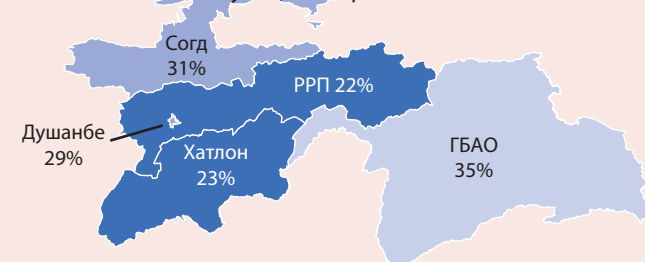 Согд
31%
РРП 22%
Душанбе
29%
Хатлон
23%
ГБАО
35%